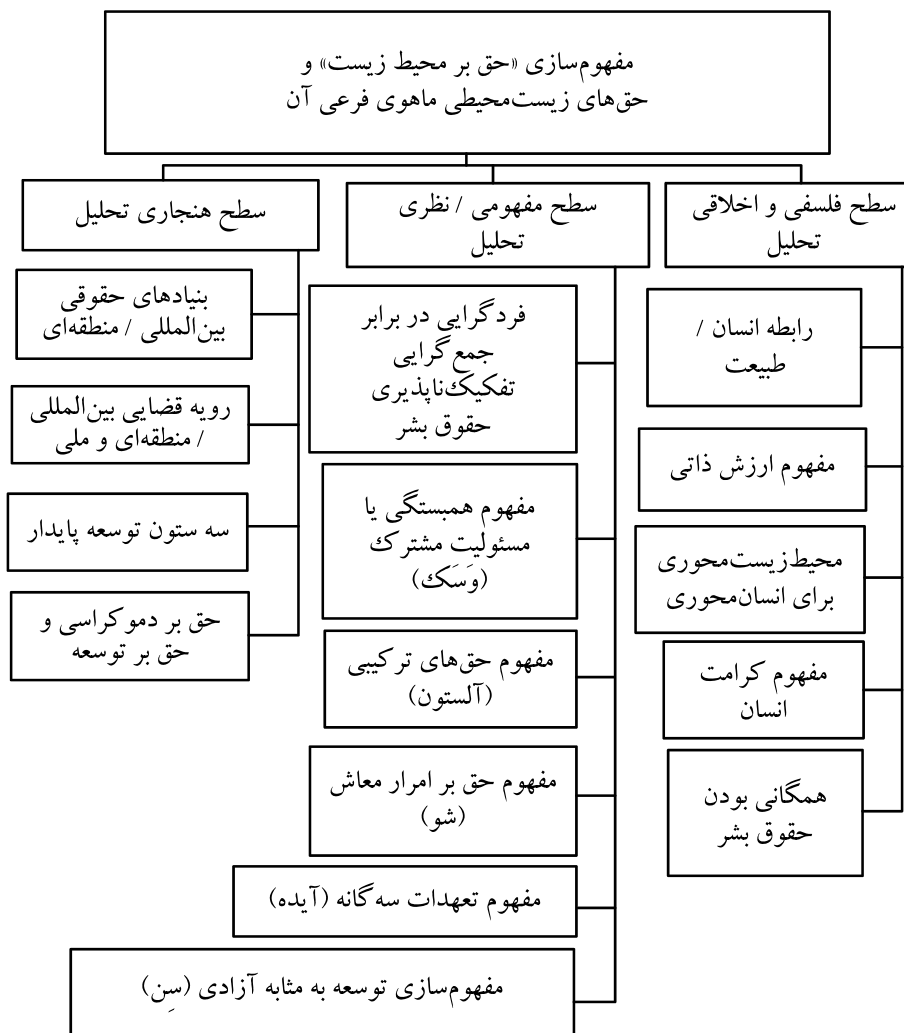 مفهوم‌سازی «حق بر محیط زیست» و
حق‌های زیست‌محیطی ماهوی فرعی آن
سطح فلسفی و اخلاقی
تحلیل
رابطه انسان /
طبیعت
مفهوم ارزش ذاتی
محیط‌زیست‌محوری
برای انسان‌محوری
مفهوم کرامت
انسان
همگانی بودن
حقوق بشر
سطح مفهومی / نظری
تحلیل
فردگرایی در برابر
جمع‌گرایی
تفکیک‌ناپذیری
حقوق بشر
مفهوم همبستگی یا
مسئولیت مشترک
(وَسَک)
مفهوم حق‌های ترکیبی
(آلستون)
مفهوم حق بر امرار معاش
(شو)
مفهوم تعهدات سه‌گانه (آیده)
مفهوم‌سازی توسعه به مثابه آزادی (سِن)
سطح هنجاری تحلیل
بنیادهای حقوقی
بین‌المللی / منطقه‌ای
رویه قضایی بین‌المللی
/ منطقه‌ای و ملی
سه ستون توسعه پایدار
حق بر دموکراسی و
حق بر توسعه